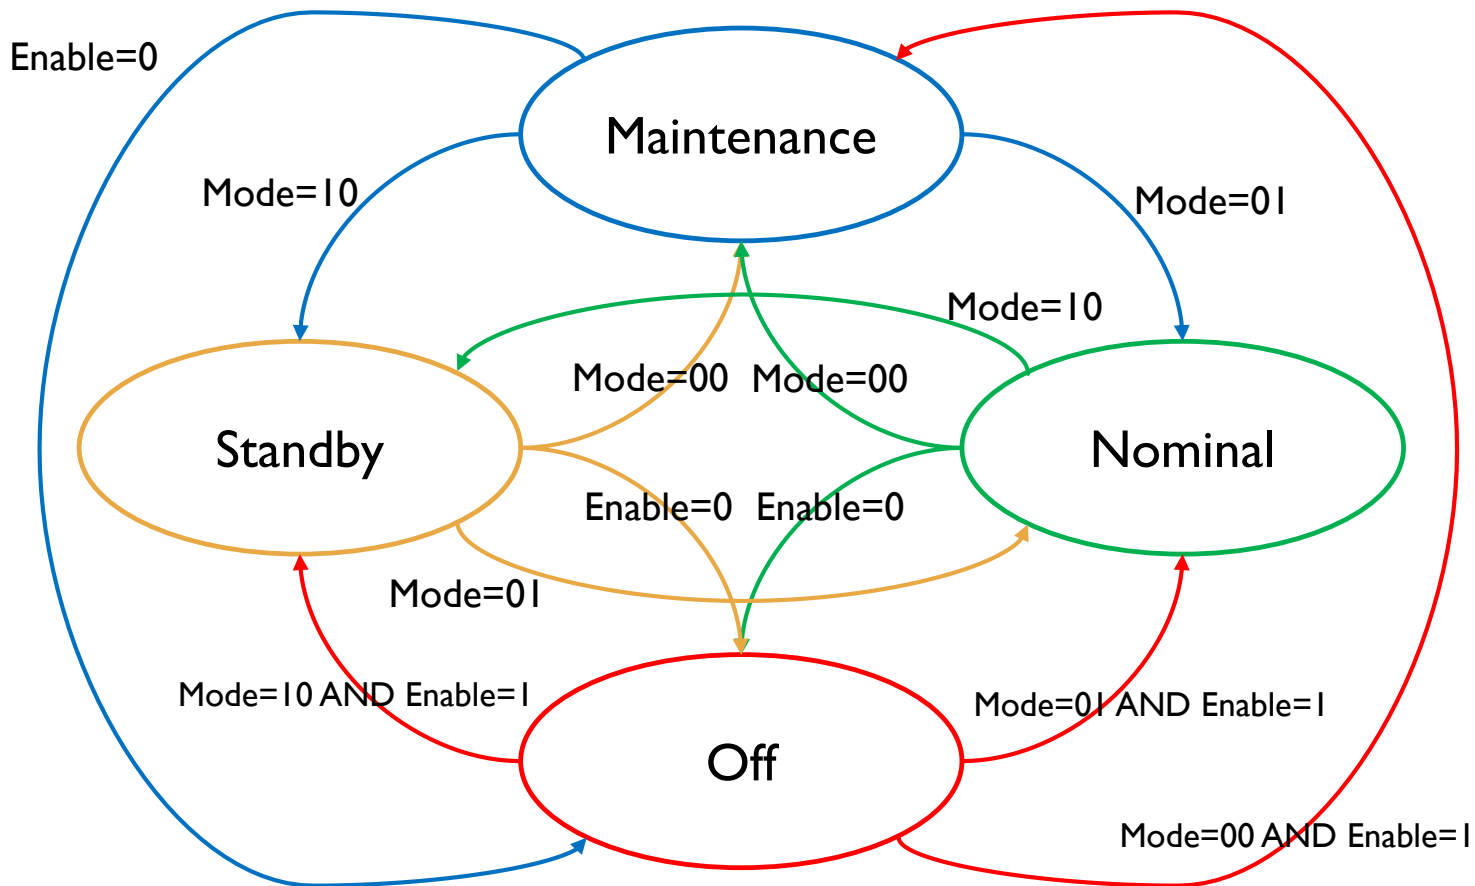 Enable=0
Maintenance
Mode=10
Mode=01
Mode=10
Mode=00
Mode=00
Standby
Nominal
Enable=0
Enable=0
Mode=01
Mode=10 AND Enable=1
Mode=01 AND Enable=1
Off
Mode=00 AND Enable=1